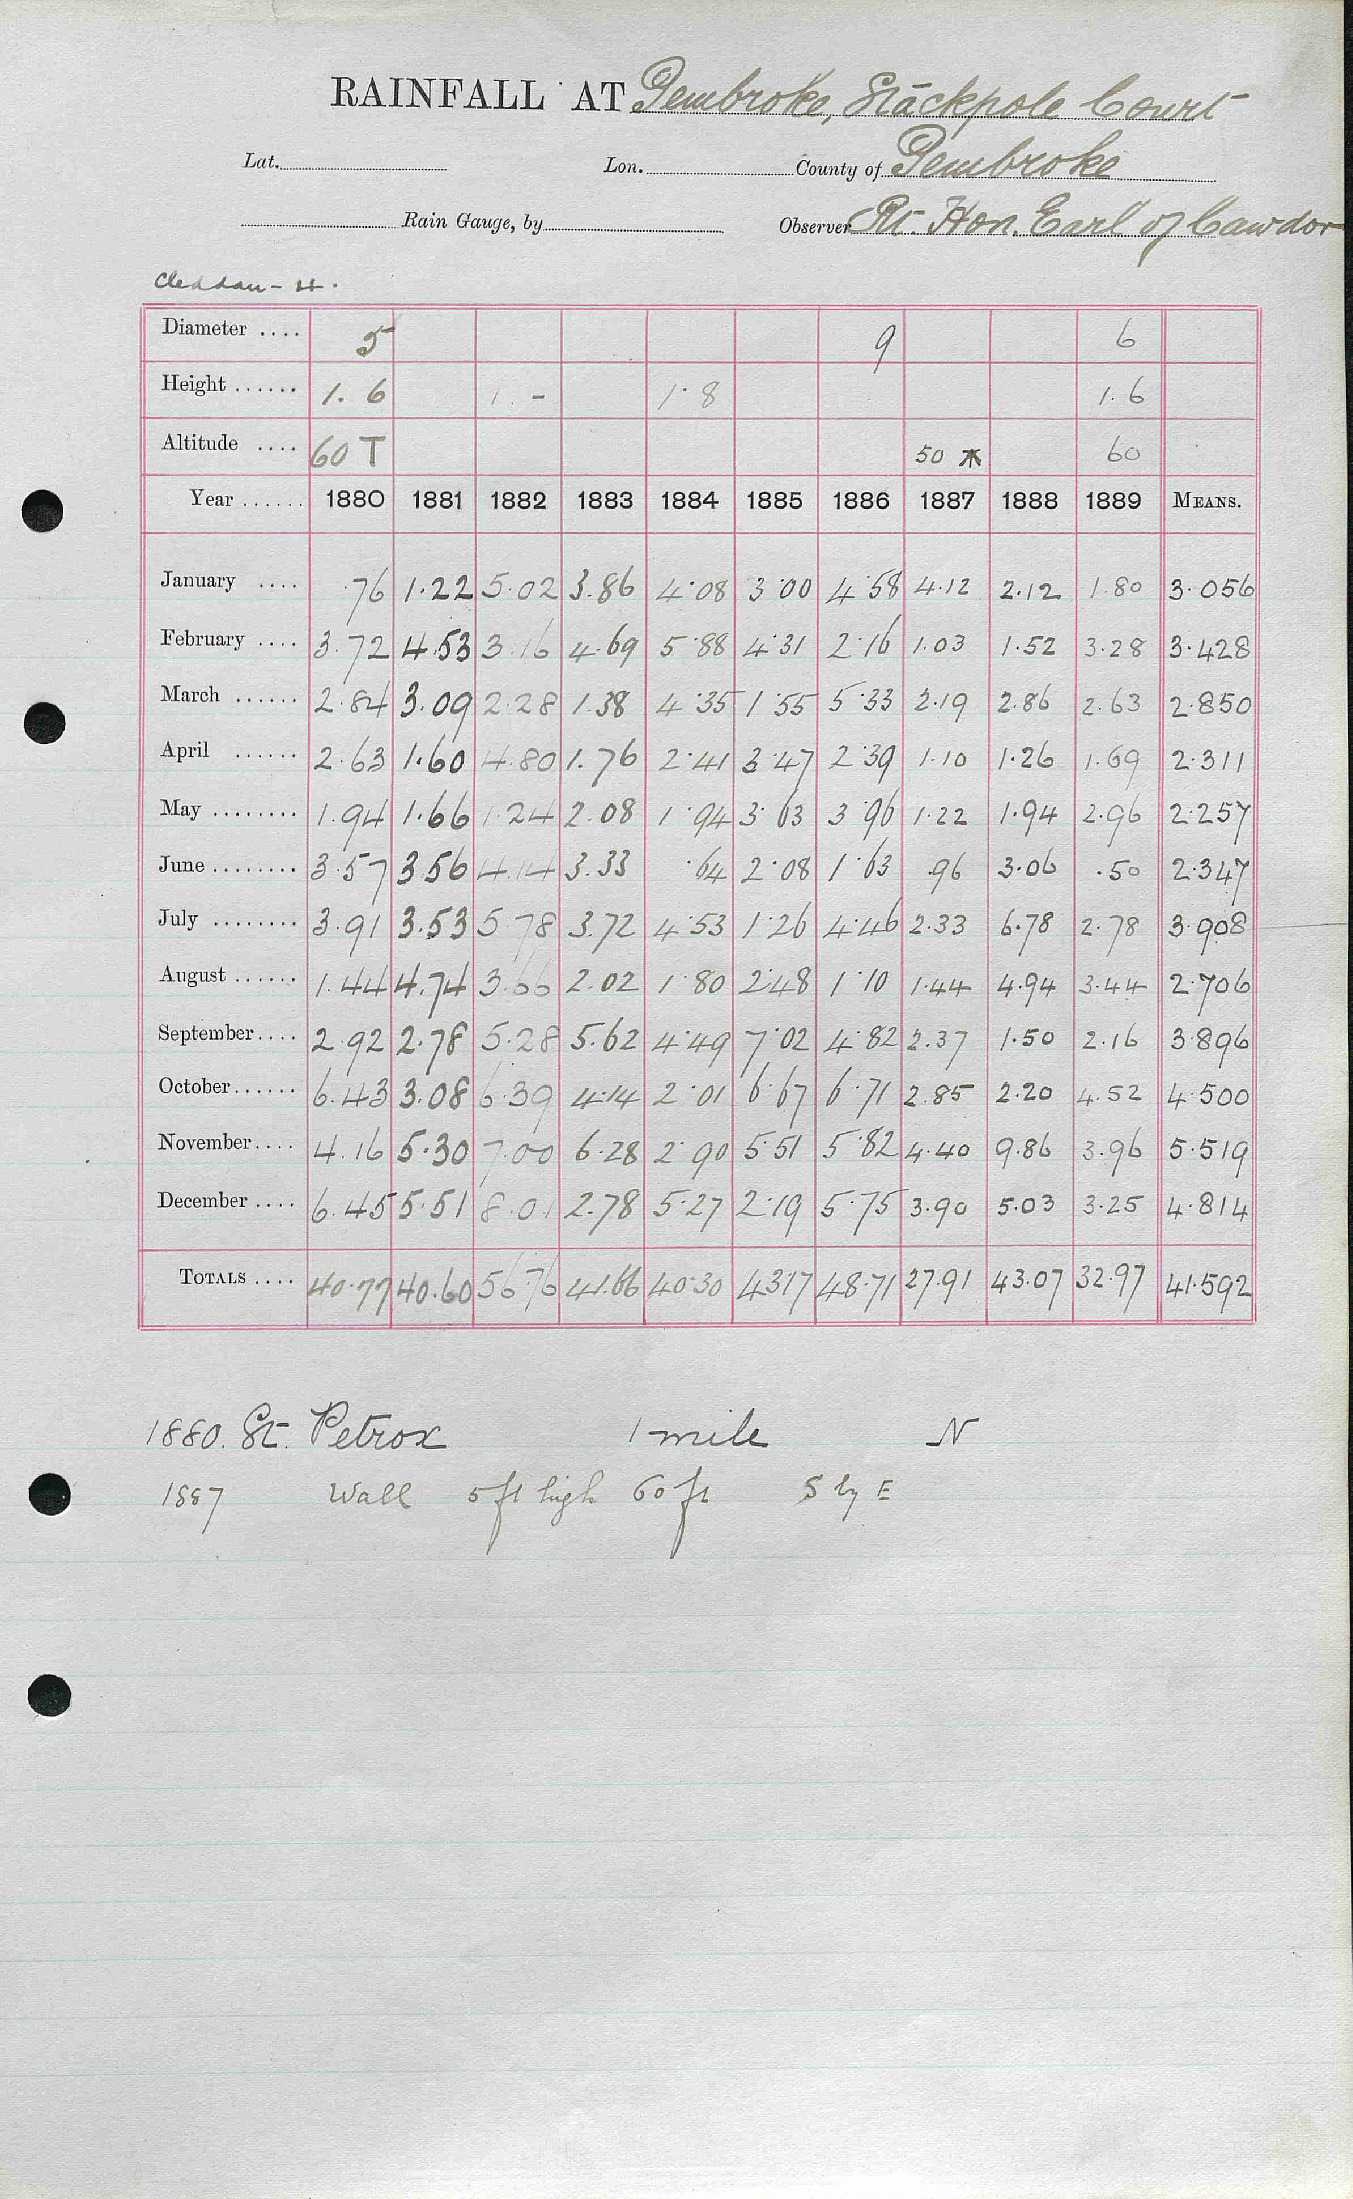 RAINFALL AT Pembroke, Stackpole Court
Lat. Lon. County of Pembroke
Rain Gauge, by Observer Rt. Hon. Earl of Cawdor
Cleddau - 4.
Diameter .... 5 9 6
Height ...... 1. 6 1. - 1.8 1.6
Altitude .... 60 T 50 60
Year ...... 1880 1881 1882 1883 1884 1885 1886 1887 1888 1889 MEANS.
January .... .76 1.22 5.02 3.86 4.08 3.00 4.58 4.12 2.12 1.80 3.056
February .... 3.72 4.53 3.16 4.69 5.88 4.31 2.16 1.03 1.52 3.28 3.428
March ...... 2.84 3.09 2.28 1.38 4.35 1.55 5.33 2.19 2.86 2.63 2.850
April ...... 2.63 1.60 4.80 1.76 2.41 3.47 2.39 1.10 1.26 1.69 2.311
May ........ 1.94 1.66 1.24 2.08 1.94 3.63 3.96 1.22 1.94 2.96 2.257
June ........ 3.57 3.56 4.14 3.33 .64 2.08 1.63 .96 3.06 .50 2.347
July ........ 3.91 3.53 5.78 3.72 4.53 1.26 4.46 2.33 6.78 2.78 3.908
August ...... 1.44 4.74 3.66 2.02 1.80 2.48 1.10 1.44 4.94 3.44 2.706
September.... 2.92 2.78 5.28 5.62 4.49 7.02 4.82 2.37 1.50 2.16 3.896
October...... 6.43 3.08 6.39 4.14 2.01 6.67 6.71 2.85 2.20 4.52 4.500
November.... 4.16 5.30 7.00 6.28 2.90 5.51 5.82 4.40 9.86 3.96 5.519
December .... 6.45 5.51 8.01 2.78 5.27 2.19 5.75 3.90 5.03 3.25 4.814
TOTALS .... 40.77 40.60 56.76 41.66 40.30 43.17 48.71 27.91 43.07 32.97 41.592
1880. St. Petrox 1 mile N
1887 Wall 5 ft high 60 ft S by E